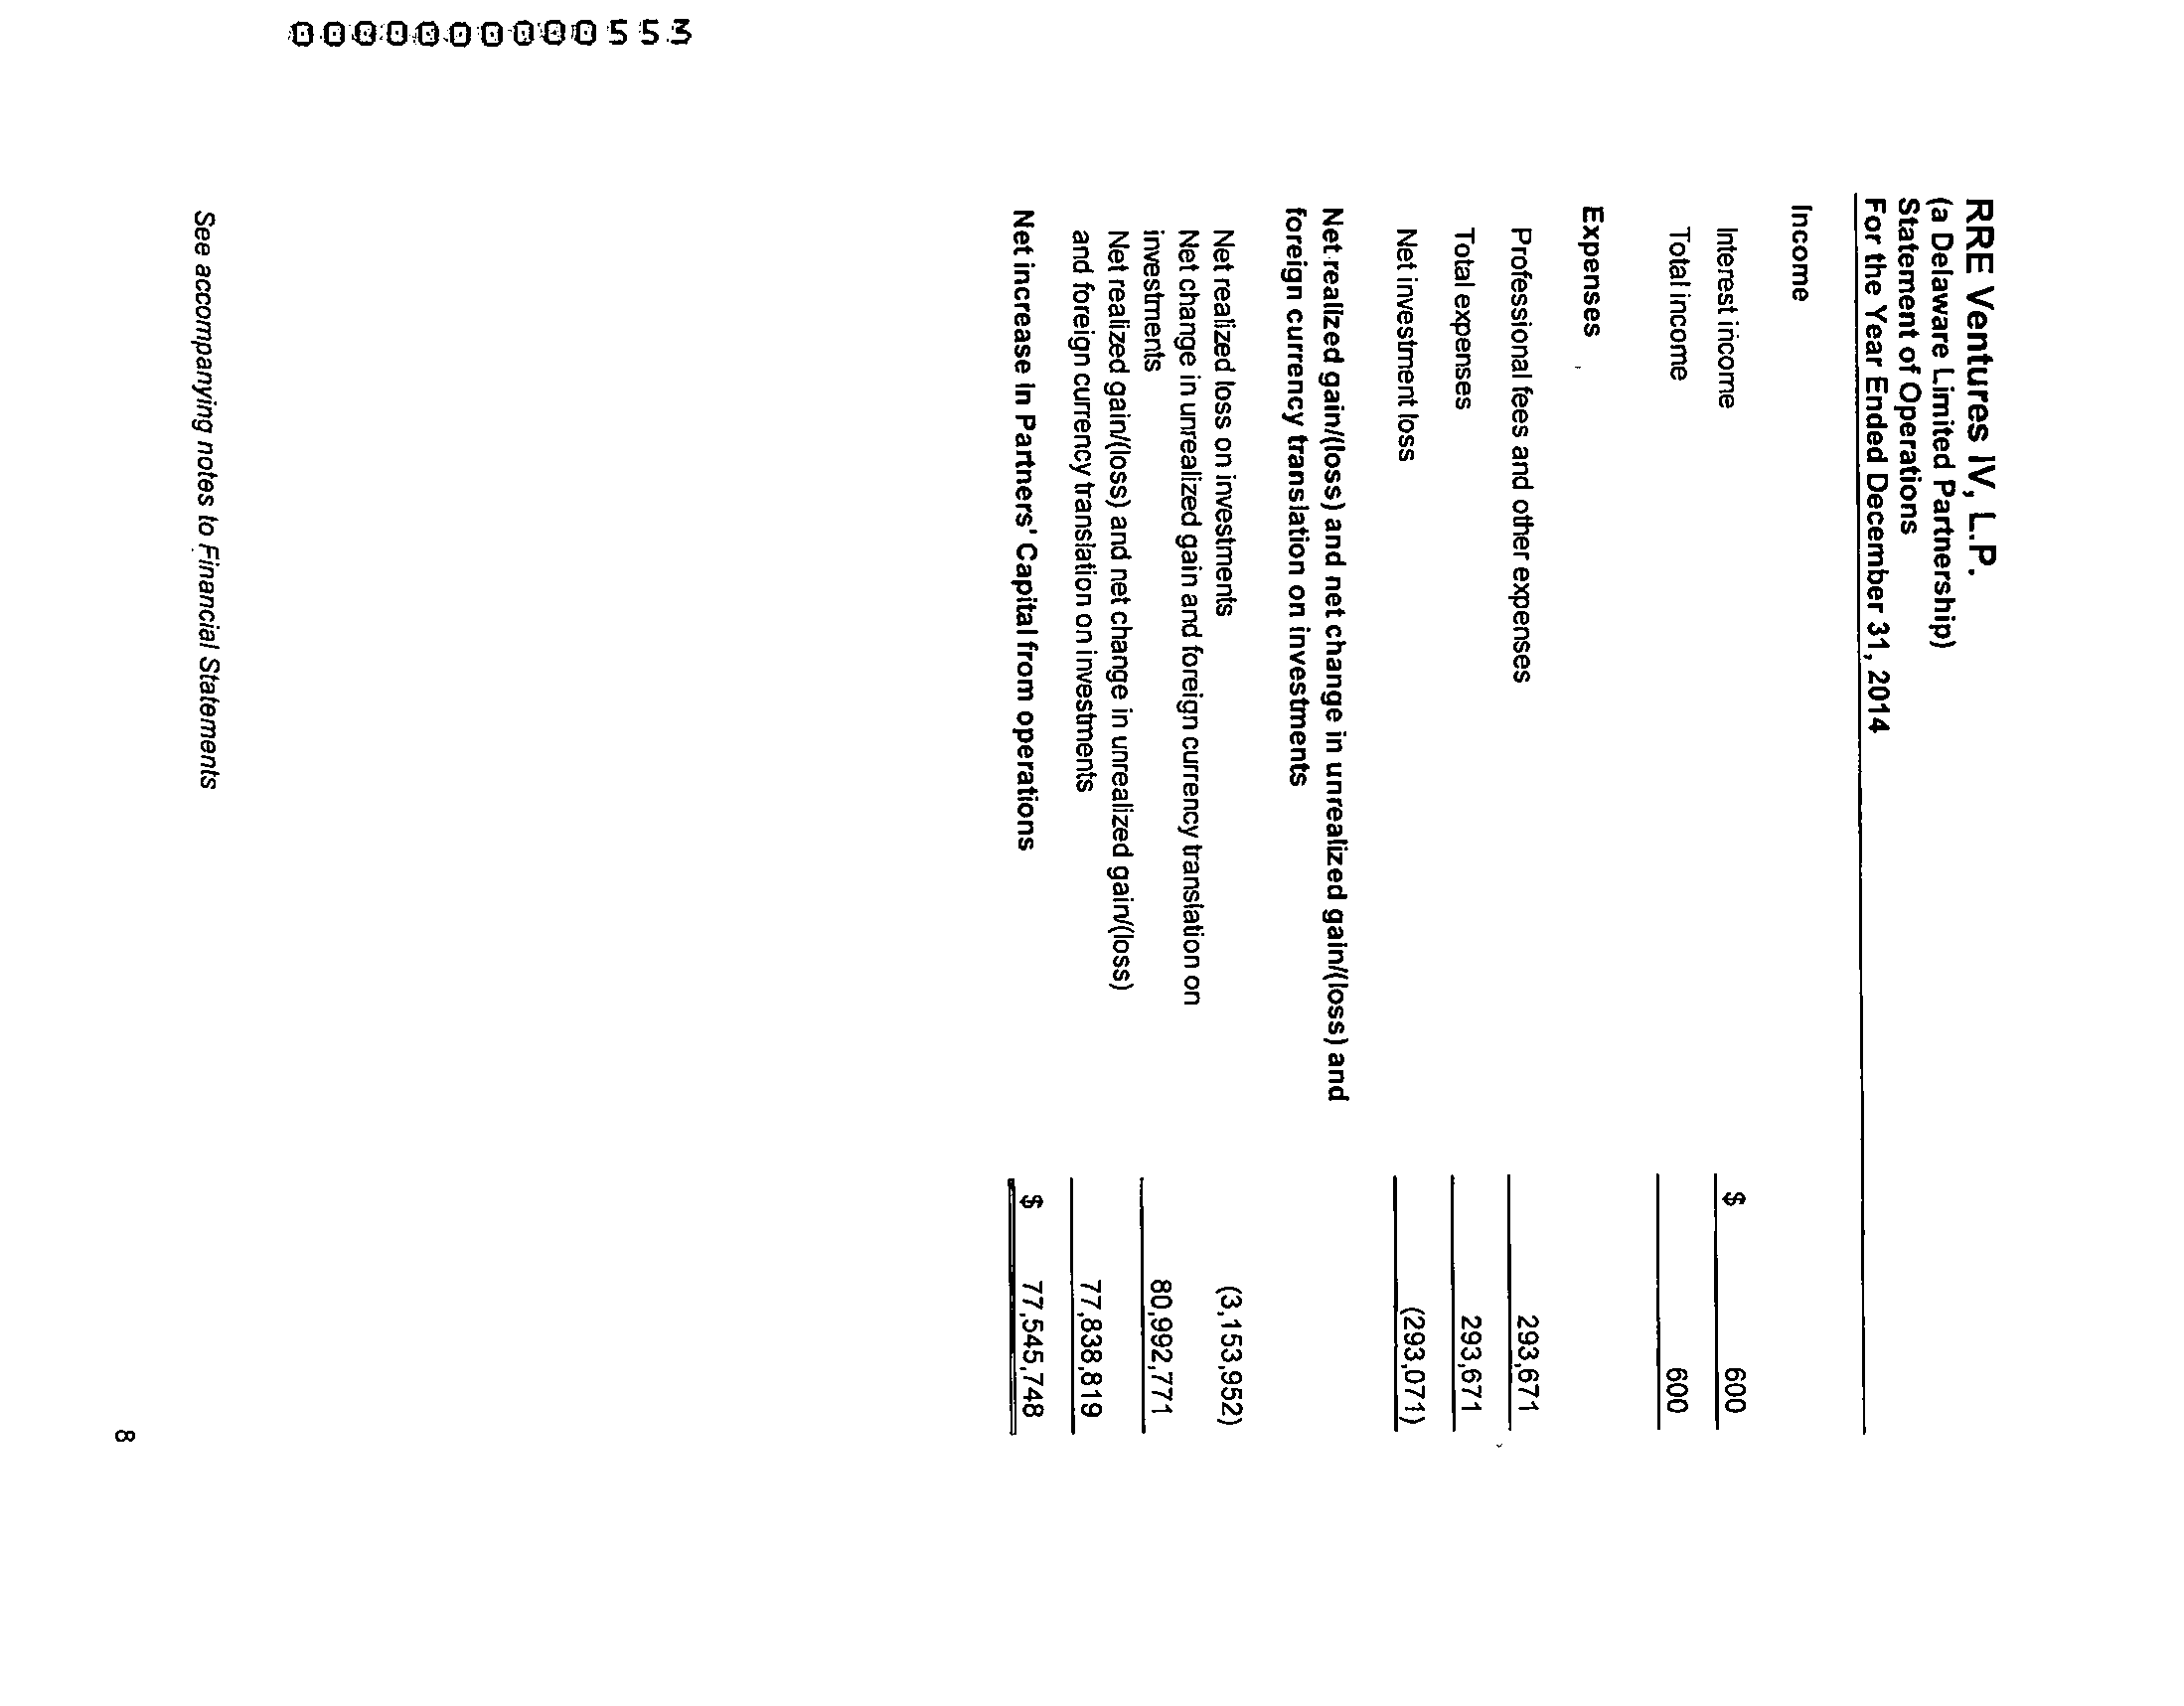 RRE Ventures IV, L.P.
(a Delaware Limited Partnership)
Statement of Operations
For the Year Ended December 31, 2014
Income
Interest income $ 600
Total income 600
Expenses
Professional fees and other expenses 293,671
Total expenses 293,671
Net investment loss (293,071)
Net realized gain/(loss) and net change in unrealized gain/(loss) and
foreign currency translation on investments
Net realized loss on investments (3,153,952)
Net change in unrealized gain and foreign currency translation on
investments 80,992,771
Net realized gain/(loss) and net change in unrealized gain/(loss)
and foreign currency translation on investments 77,838,819
Net increase in Partners' Capital from operations $ 77,545,748
See accompanying notes to Financial Statements
8
0000000000553